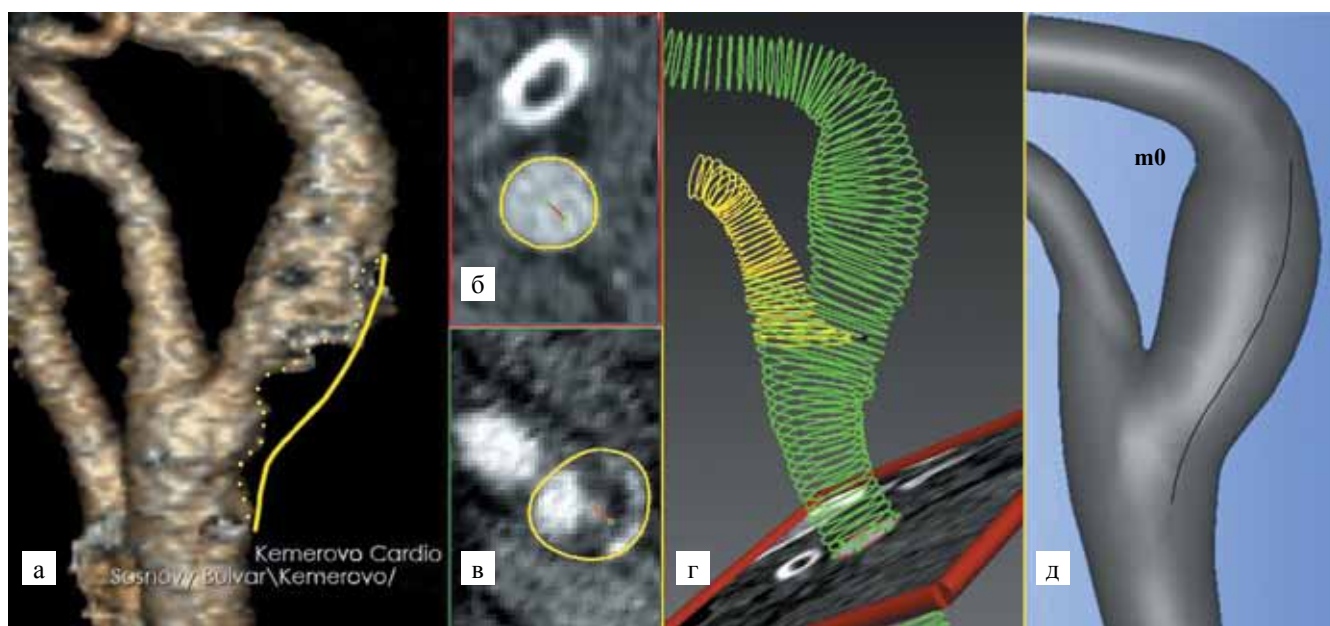 а
Kemerovo Cardio
Sosnovy Bulvar\Kemerovo/
б
в
г
m0
д